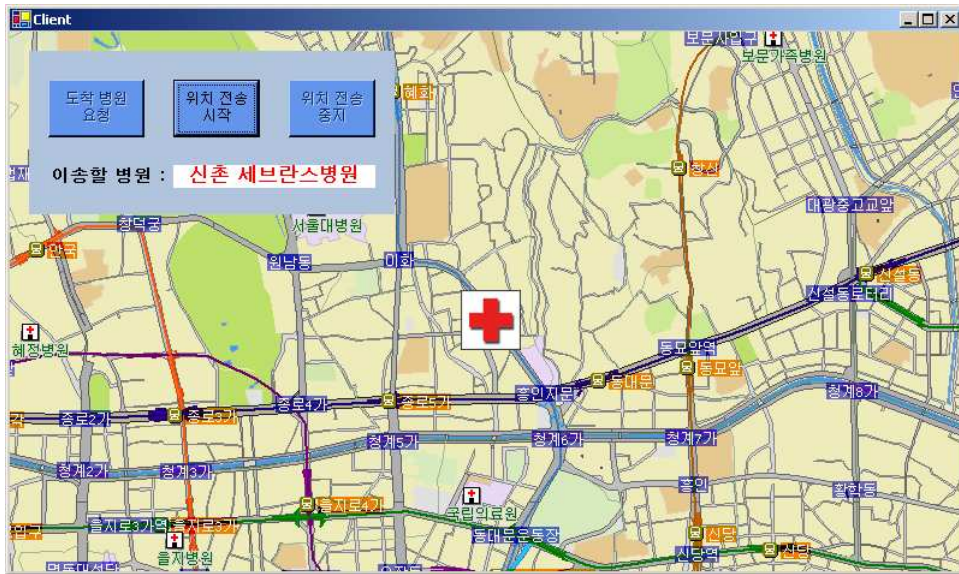 Client
도착 병원
요청
위치 전송
시작
위치 전송
중지
이송할 병원 : 신촌 세브란스병원
보문사입구
보문가족병원
혜화
창신
대광중고교앞
창덕궁
서울대병원
안국
원남동
이화
신설동
신설동로터리
혜정병원
동묘앞역
동묘앞
동대문
흥인지문
청계8가
종로2가
종로3가
종로4가
종로5가
청계2가
청계3가
청계5가
청계6가
청계7가
흥인
황학동
국립의료원
을지로4가
을지로3가역
을지로3가
을지병원
동대문운동장
신당
신당역
신당
명동대성당